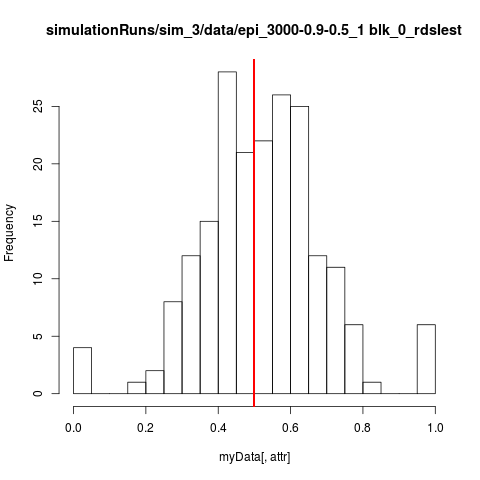 simulationRuns/sim_3/data/epi_3000-0.9-0.5_1 blk_0_rdslest
Frequency
25
20
15
10
5
0
0.0 0.2 0.4 0.6 0.8 1.0
myData[, attr]